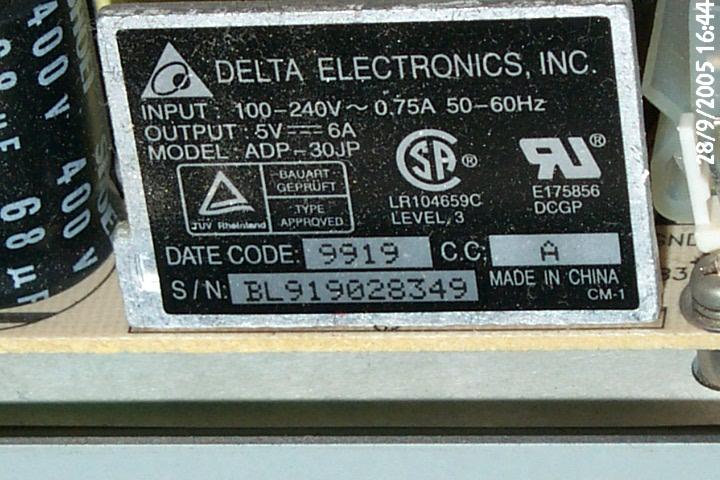 DELTA ELECTRONICS, INC.
INPUT : 100-240V ~ 0.75A 50-60Hz
OUTPUT : 5V 6A
MODEL : ADP-30JP
BAUART
GEPRÜFT
TÜV Rheinland
TYPE
APPROVED
SA ®
LR104659C
LEVEL 3
RU ®
E175856
DCGP
DATE CODE: 9919 C.C: A
S/N: BL919028349 MADE IN CHINA
CM-1
400V
400V
68µF
28/9/2005 16:44